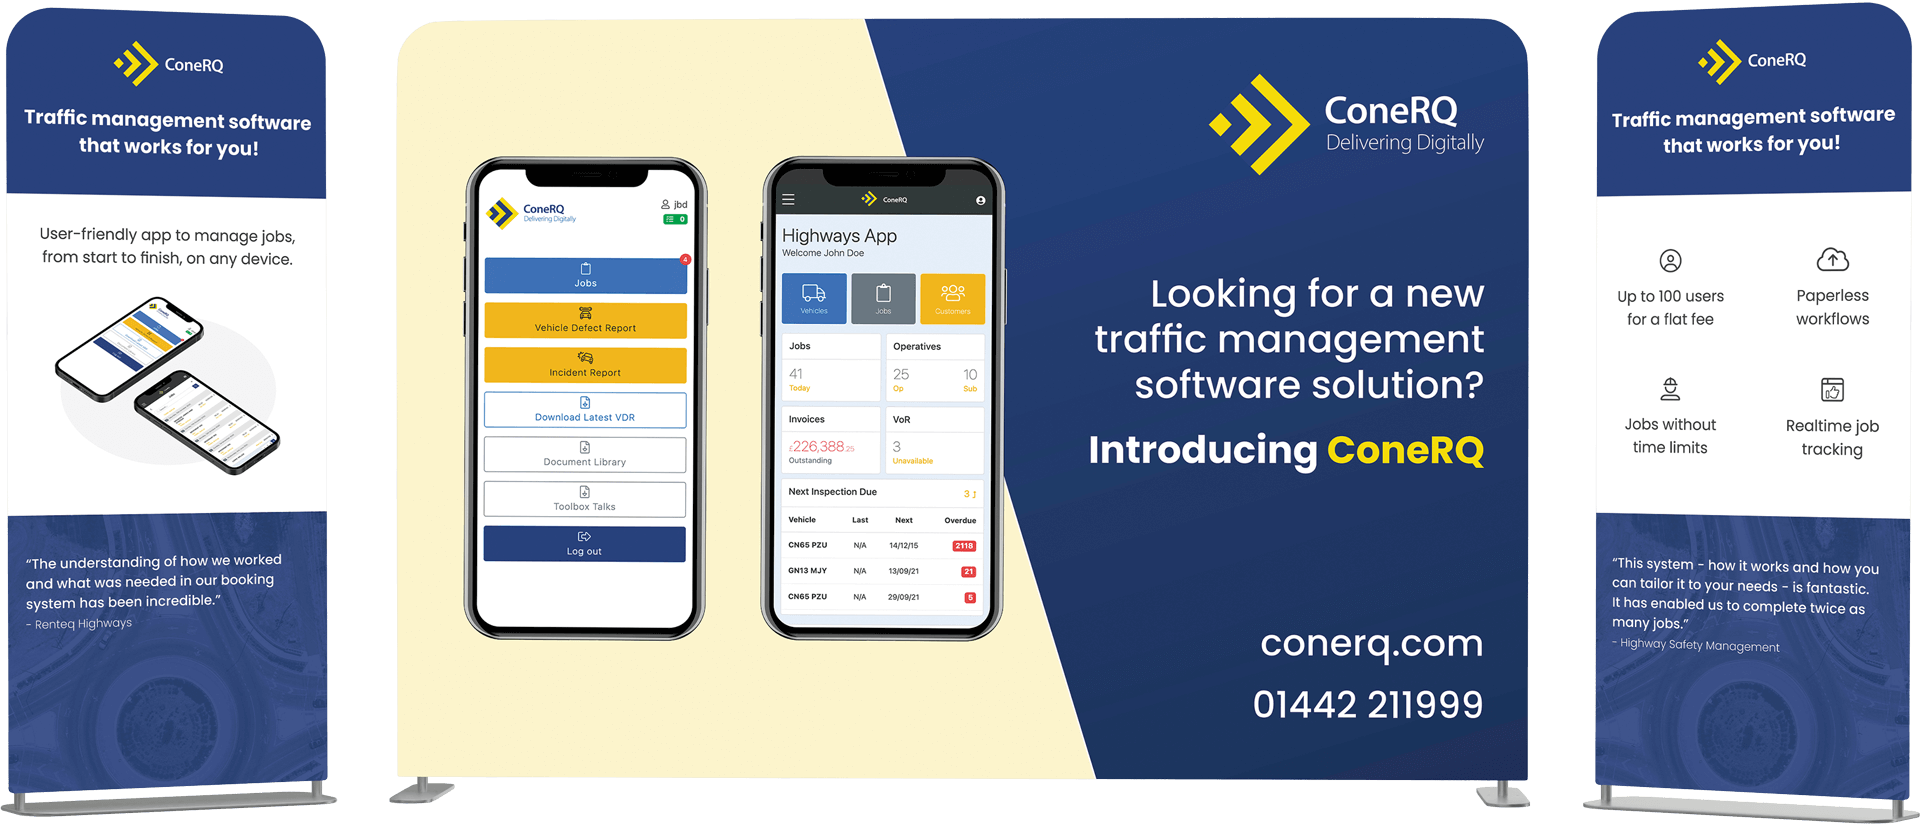 ConeRQ
Traffic management software
that works for you!
User-friendly app to manage jobs,
from start to finish, on any device.
ConeRQ
“The understanding of how we worked
and what was needed in our booking
system has been incredible.”
- Renteq Highways
ConeRQ
Delivering Digitally
jbd
0
4
Jobs
Vehicle Defect Report
Incident Report
Download Latest VDR
Document Library
Toolbox Talks
Log out
ConeRQ
Highways App
Welcome John Doe
Vehicles
Jobs
Customers
Jobs
Operatives
41
25
10
Today
Op
Sub
Invoices
VoR
£226,388.25
3
Outstanding
Unavailable
Next Inspection Due
3
Vehicle Last Next Overdue
CN65 PZU N/A 14/12/15 2118
GN13 MJY N/A 13/09/21 21
CN65 PZU N/A 29/09/21 5
ConeRQ
Delivering Digitally
Looking for a new
traffic management
software solution?
Introducing ConeRQ
conerq.com
01442 211999
ConeRQ
Traffic management software
that works for you!
Up to 100 users
for a flat fee
Paperless
workflows
Jobs without
time limits
Realtime job
tracking
“This system - how it works and how you
can tailor it to your needs - is fantastic.
It has enabled us to complete twice as
many jobs.”
- Highway Safety Management